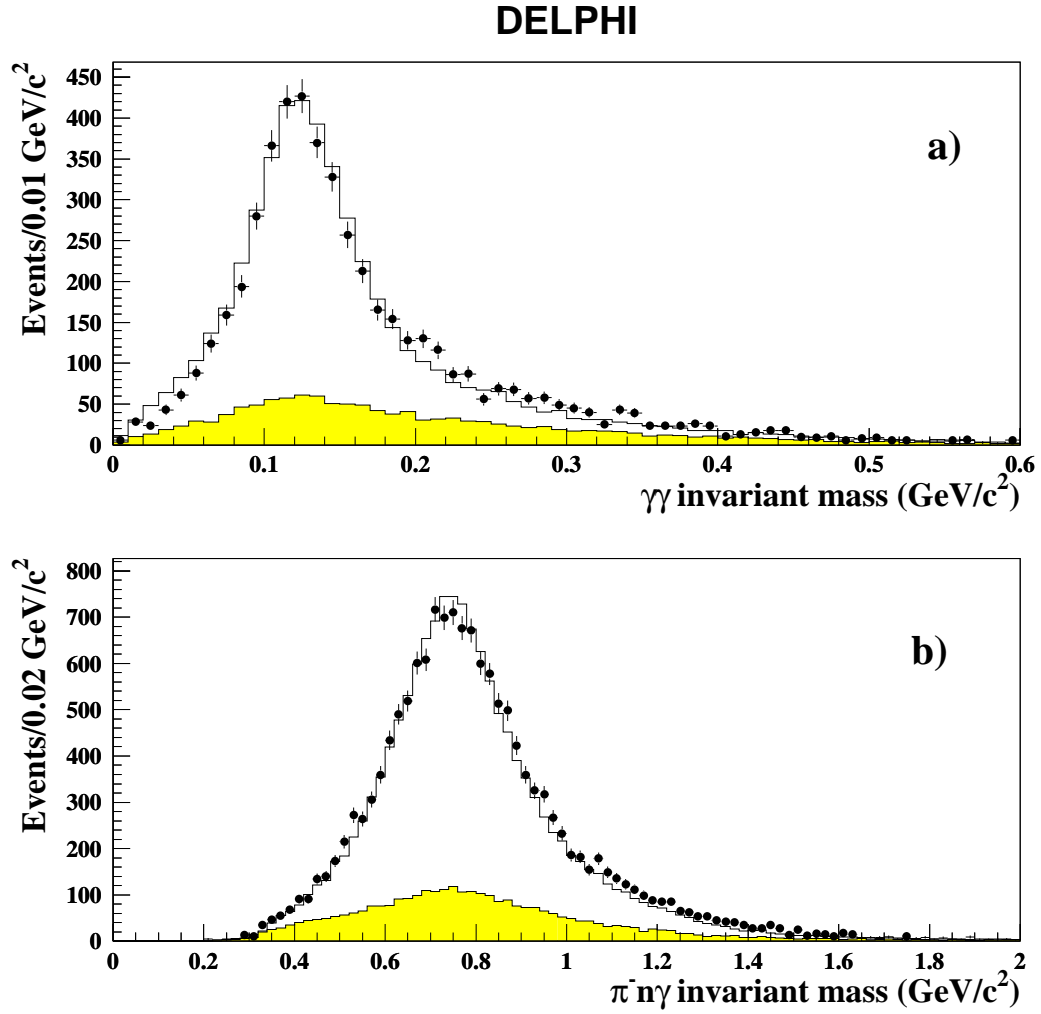 DELPHI
Events/0.01 GeV/c²
450
400
350
300
250
200
150
100
50
0
a)
0 0.1 0.2 0.3 0.4 0.5 0.6
γγ invariant mass (GeV/c²)
Events/0.02 GeV/c²
800
700
600
500
400
300
200
100
0
b)
0 0.2 0.4 0.6 0.8 1 1.2 1.4 1.6 1.8 2
π⁻nγ invariant mass (GeV/c²)